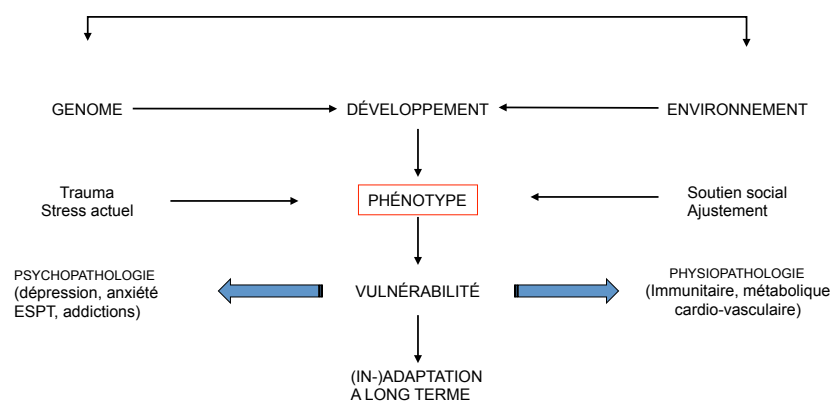 GENOME
DÉVELOPPEMENT
ENVIRONNEMENT
Trauma
Stress actuel
PHÉNOTYPE
Soutien social
Ajustement
PSYCHOPATHOLOGIE
(dépression, anxiété
ESPT, addictions)
VULNÉRABILITÉ
PHYSIOPATHOLOGIE
(Immunitaire, métabolique
cardio-vasculaire)
(IN-)ADAPTATION
A LONG TERME